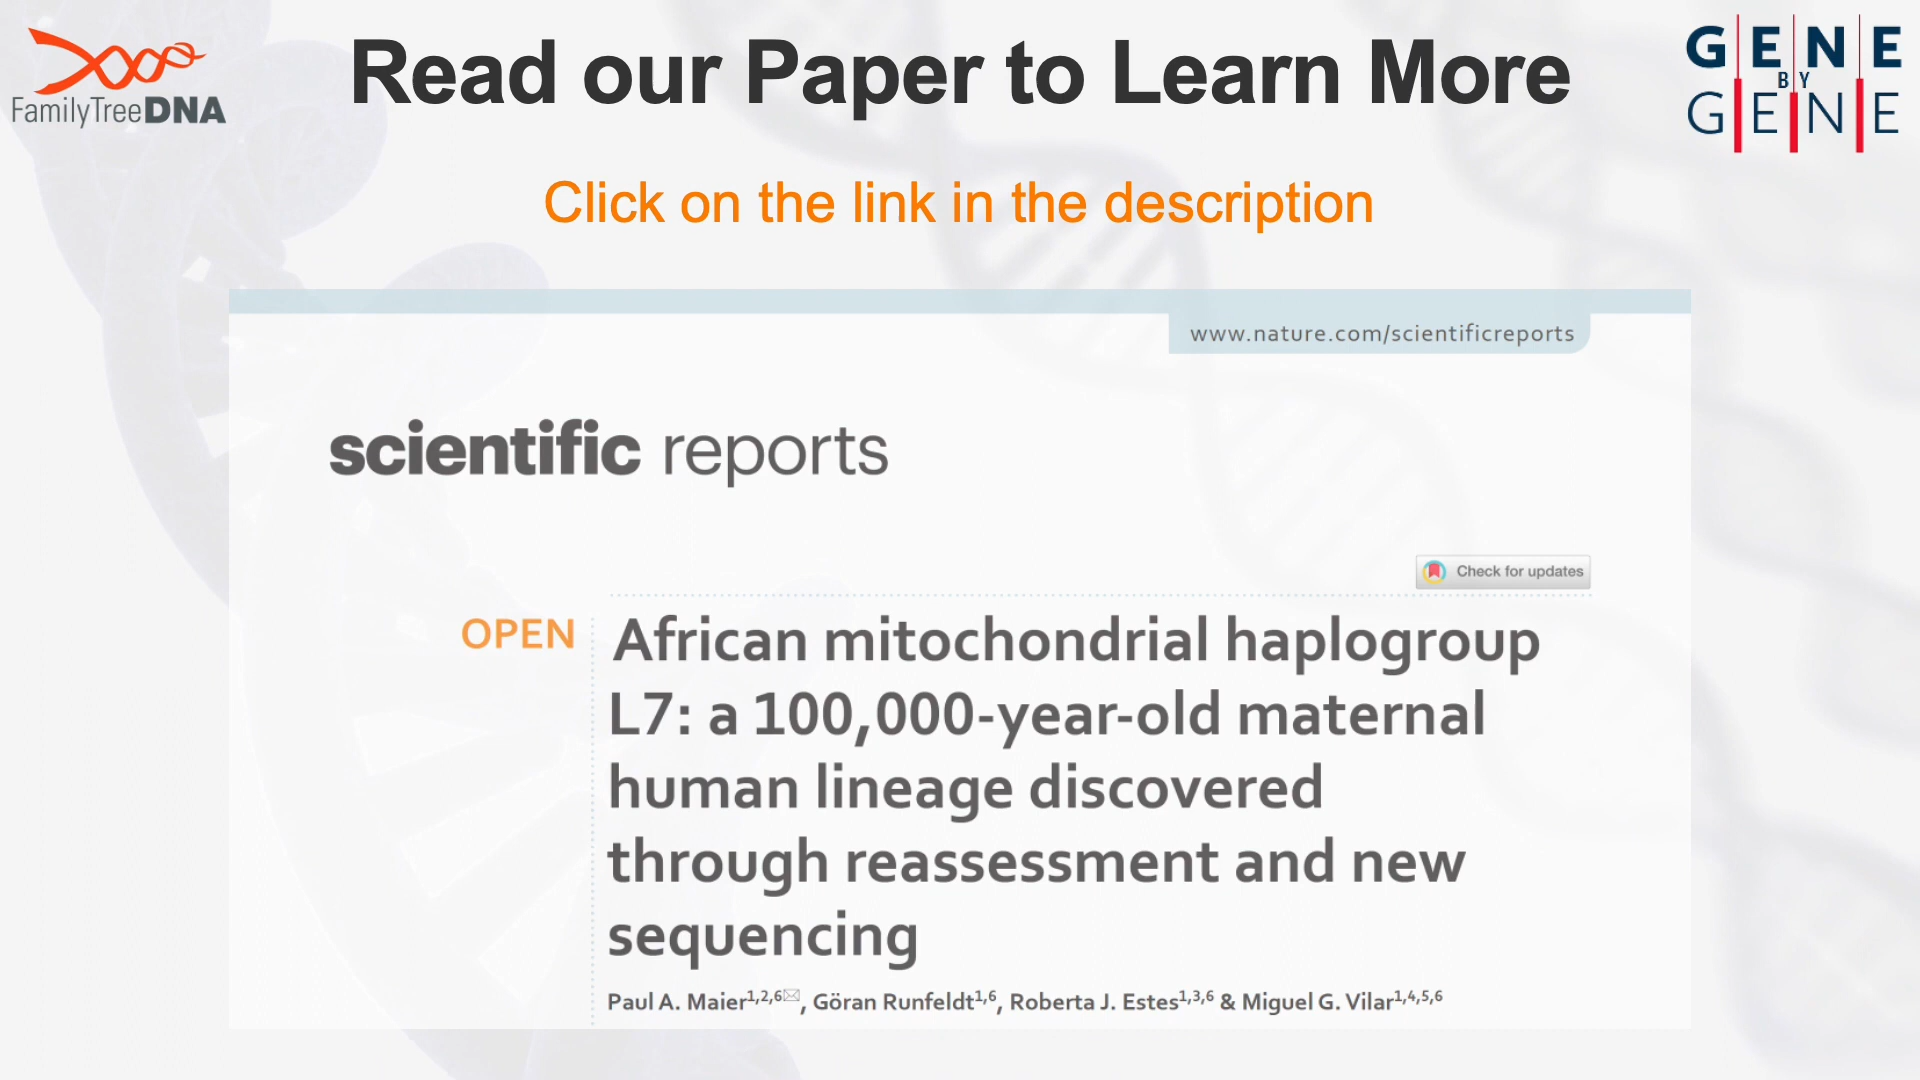 FamilyTreeDNA
Read our Paper to Learn More
GENE
BY
GENE
Click on the link in the description
www.nature.com/scientificreports
scientific reports
Check for updates
OPEN
African mitochondrial haplogroup
L7: a 100,000-year-old maternal
human lineage discovered
through reassessment and new
sequencing
Paul A. Maier1,2,6✉, Göran Runfeldt1,6, Roberta J. Estes1,3,6 & Miguel G. Vilar1,4,5,6